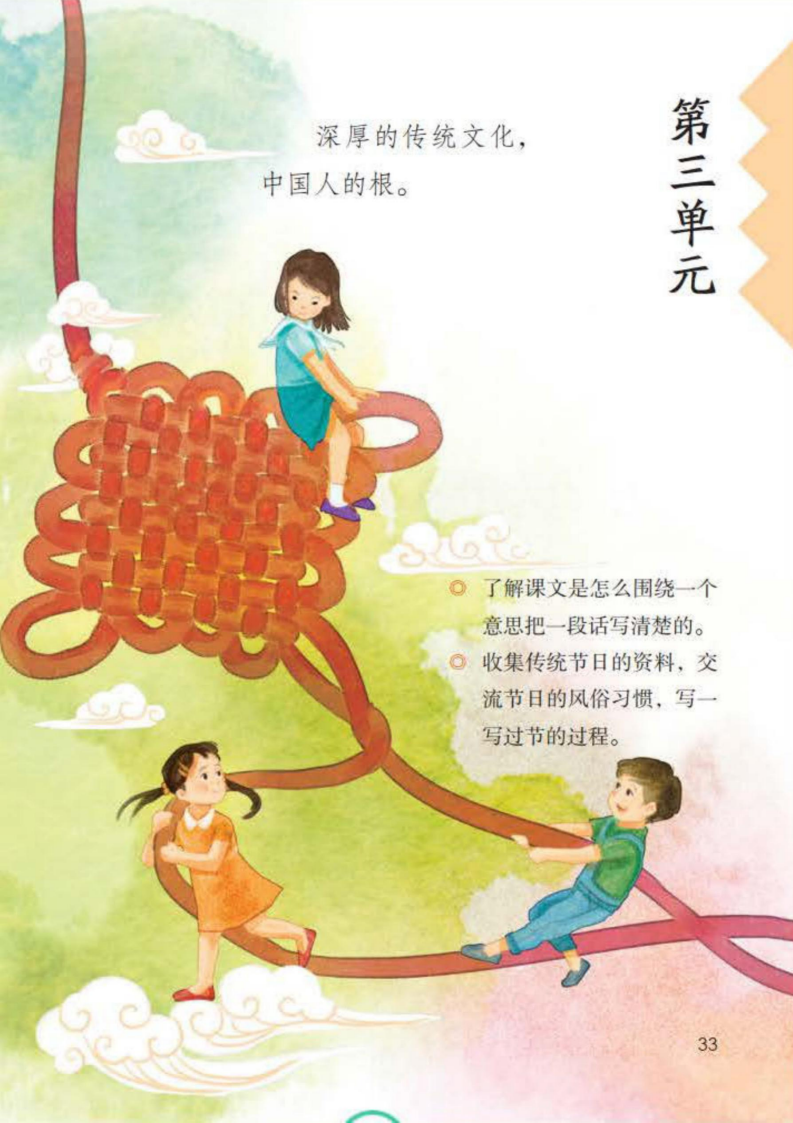 第三单元
深厚的传统文化，
中国人的根。
◎ 了解课文是怎么围绕一个
意思把一段话写清楚的。
◎ 收集传统节日的资料，交
流节日的风俗习惯，写一
写过节的过程。
33